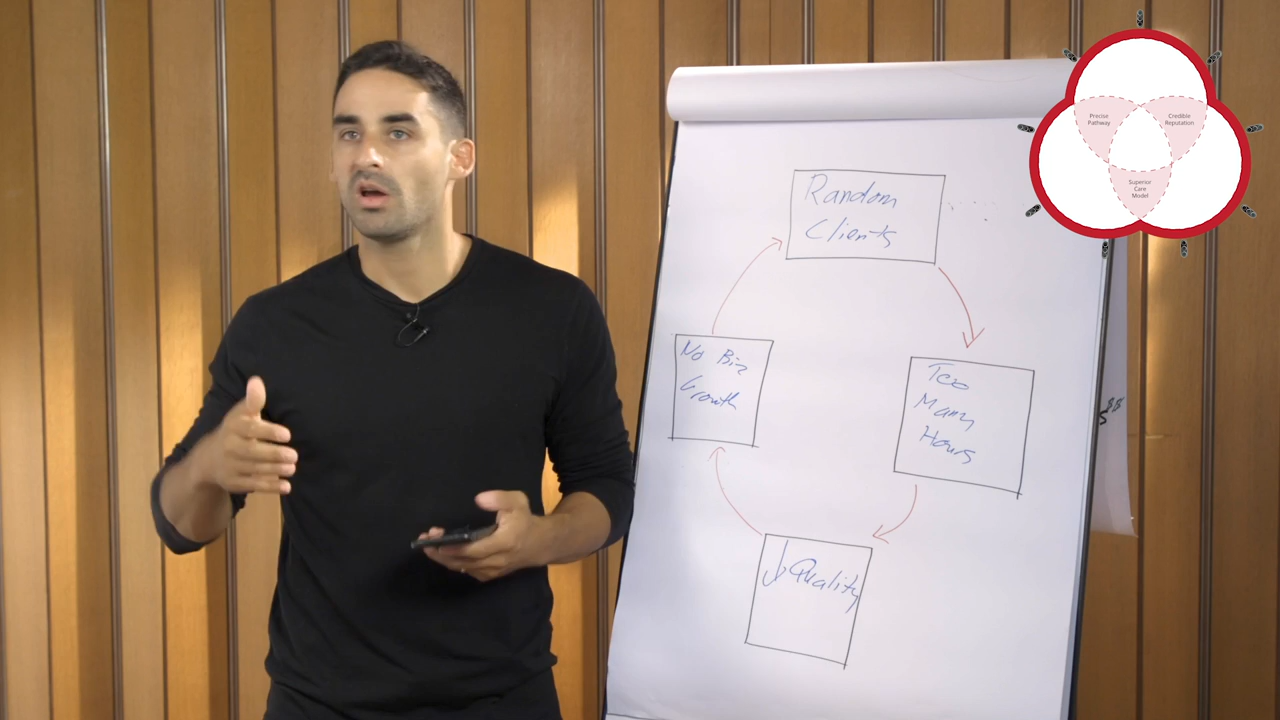 Random
Clients
Too
Many
Hours
↓ Quality
No Biz
Growth
Precise
Pathway
Credible
Reputation
Superior
Care
Model